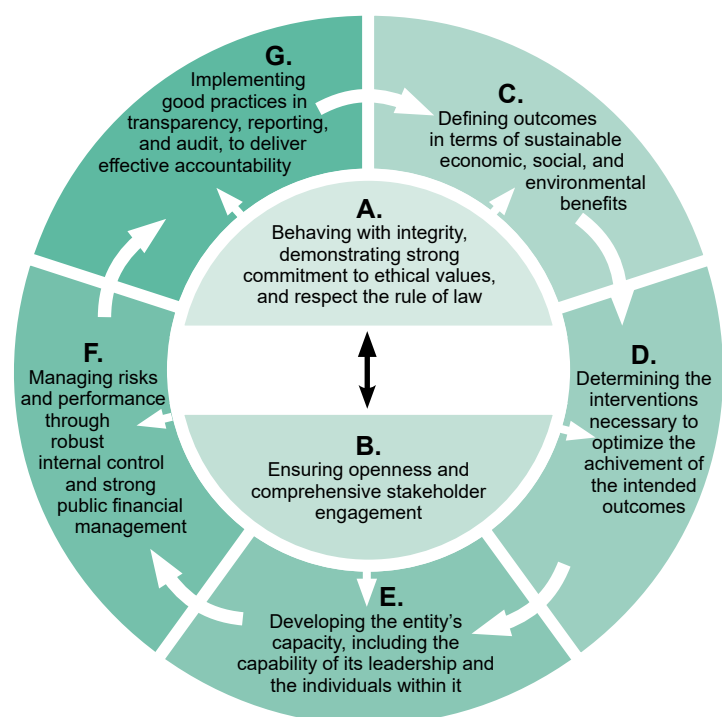 A.
Behaving with integrity,
demonstrating strong
commitment to ethical values,
and respect the rule of law
B.
Ensuring openness and
comprehensive stakeholder
engagement
C.
Defining outcomes
in terms of sustainable
economic, social, and
environmental
benefits
D.
Determining the
interventions
necessary to
optimize the
achivement of
the intended
outcomes
E.
Developing the entity’s
capacity, including the
capability of its leadership and
the individuals within it
F.
Managing risks
and performance
through
robust
internal control
and strong
public financial
management
G.
Implementing
good practices in
transparency, reporting,
and audit, to deliver
effective accountability